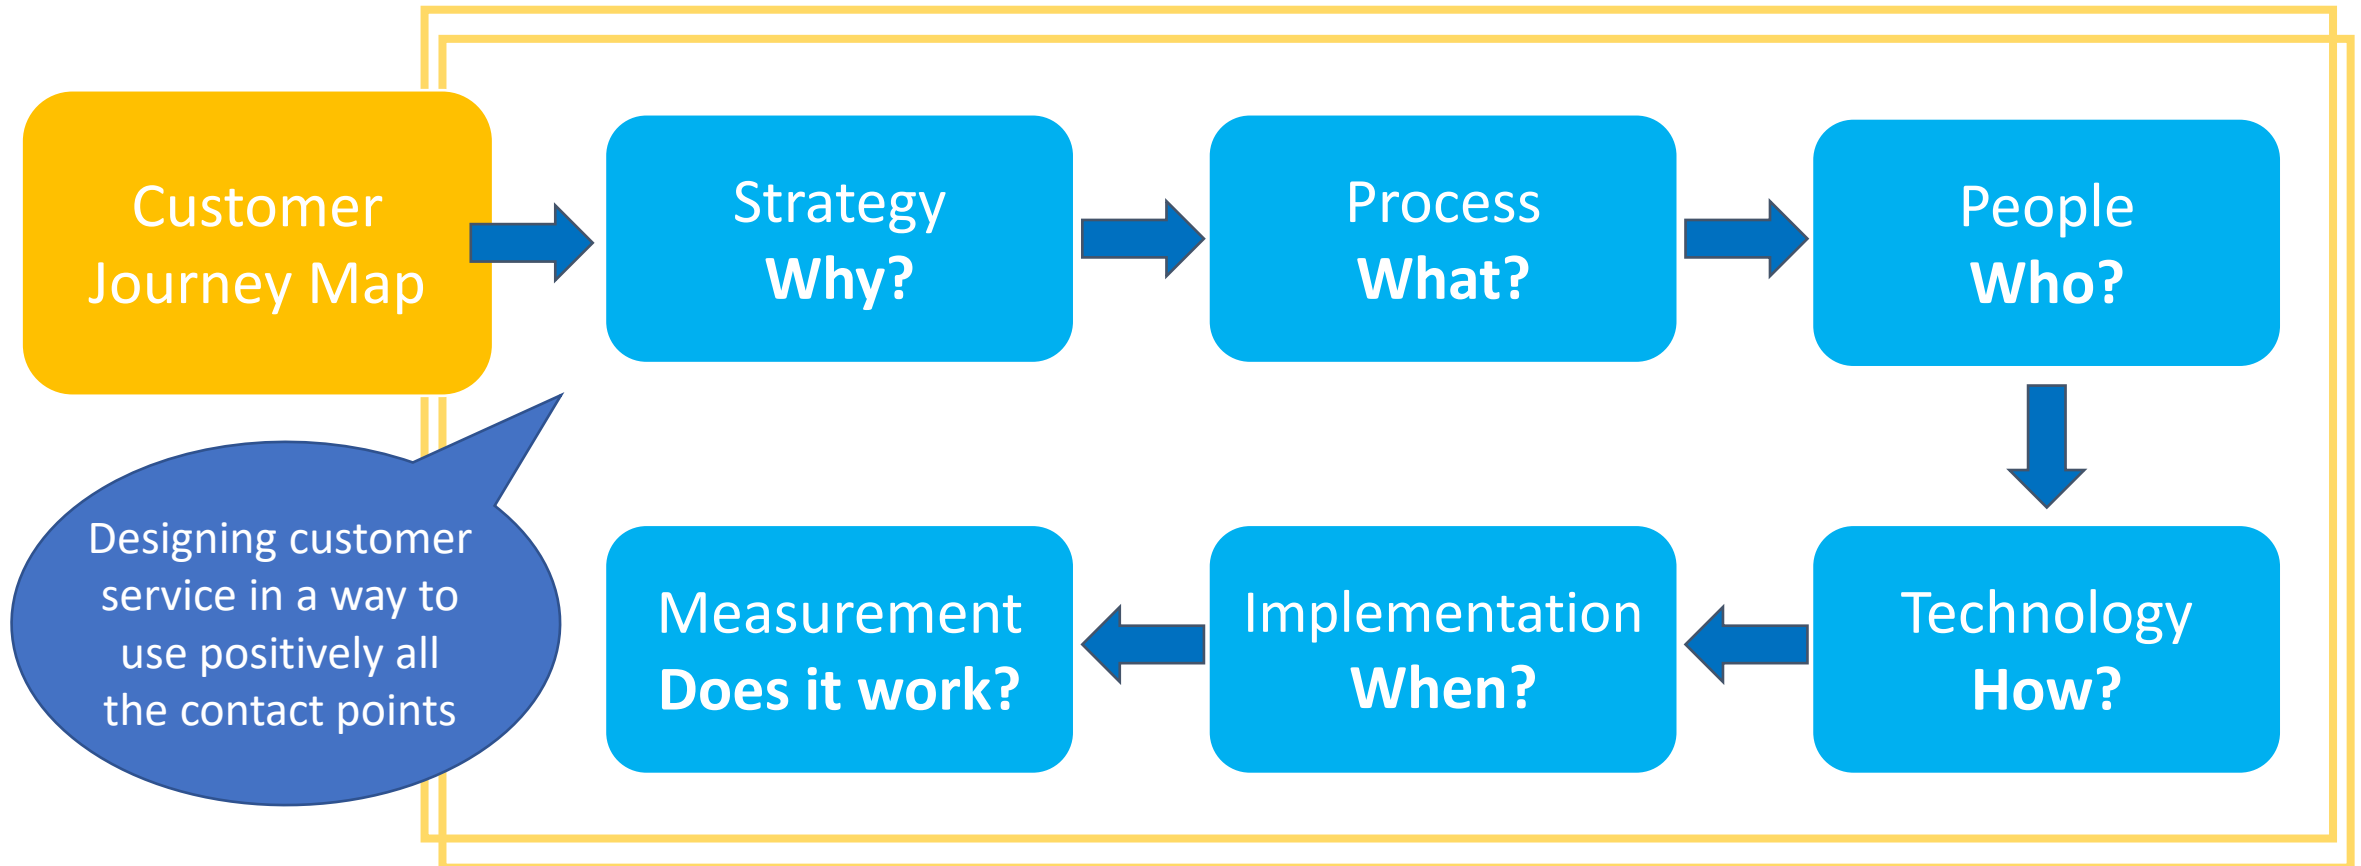 Customer
Journey Map
Strategy
Why?
Process
What?
People
Who?
Designing customer
service in a way to
use positively all
the contact points
Measurement
Does it work?
Implementation
When?
Technology
How?